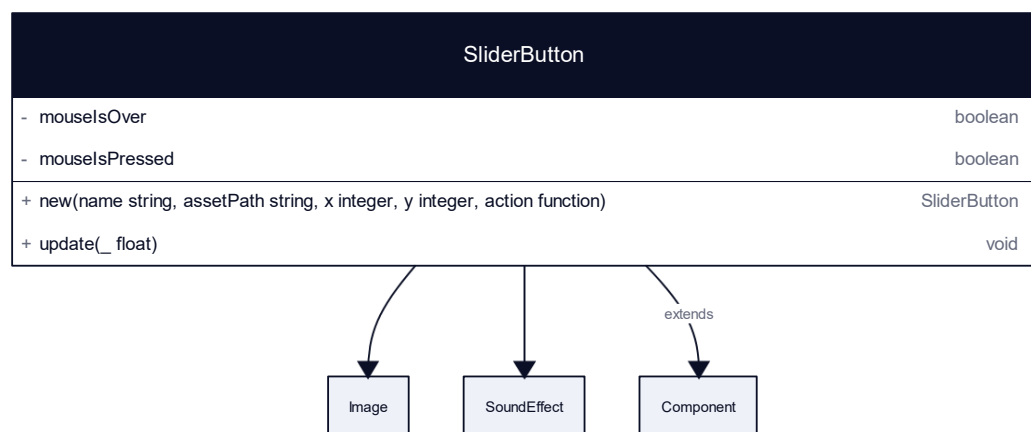 SliderButton
- mouseIsOver boolean
- mouseIsPressed boolean
+ new(name string, assetPath string, x integer, y integer, action function) SliderButton
+ update(_ float) void
extends
Image SoundEffect Component